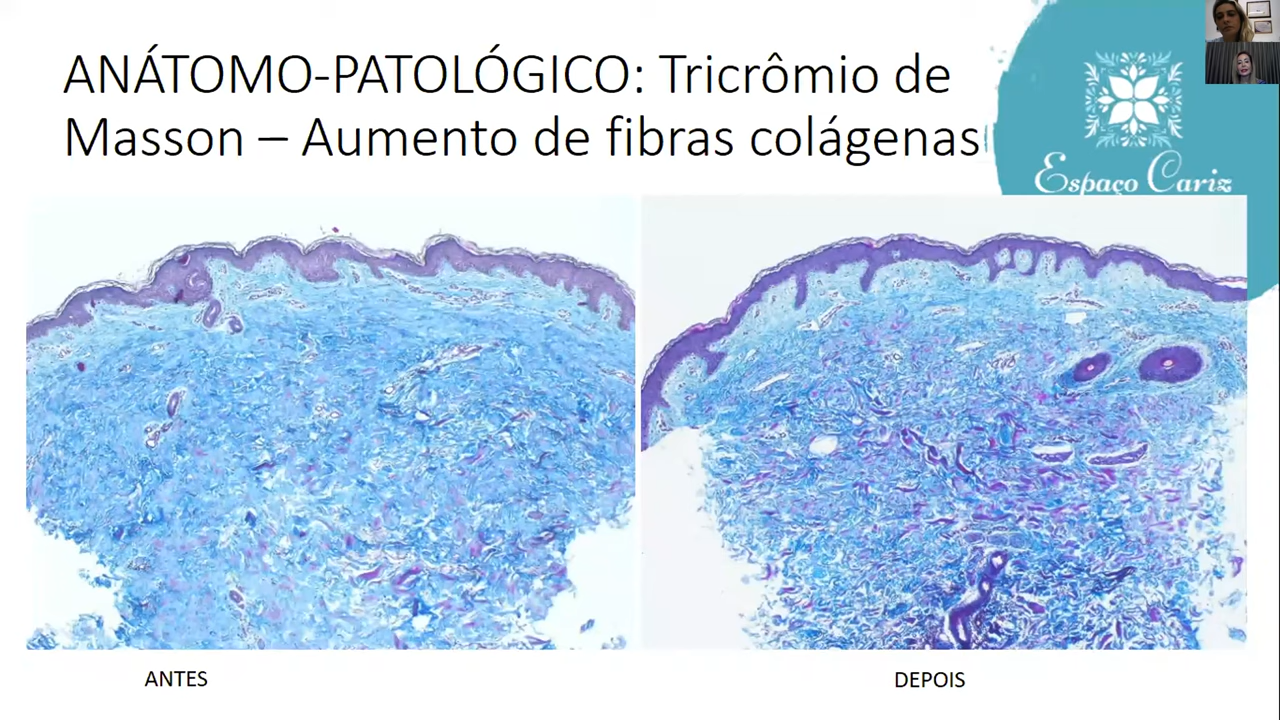 ANÁTOMO-PATOLÓGICO: Tricrômio de
Masson – Aumento de fibras colágenas
Espaço Cariz
ANTES
DEPOIS